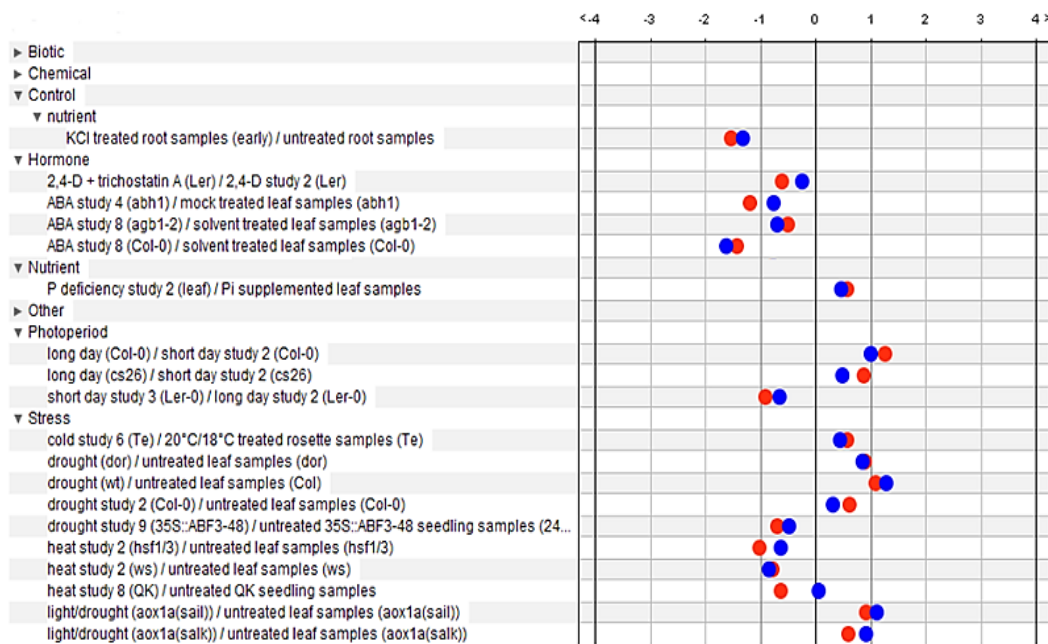 <-4 -3 -2 -1 0 1 2 3 4>
Biotic
Chemical
Control
nutrient
KCl treated root samples (early) / untreated root samples
Hormone
2,4-D + trichostatin A (Ler) / 2,4-D study 2 (Ler)
ABA study 4 (abh1) / mock treated leaf samples (abh1)
ABA study 8 (agb1-2) / solvent treated leaf samples (agb1-2)
ABA study 8 (Col-0) / solvent treated leaf samples (Col-0)
Nutrient
P deficiency study 2 (leaf) / Pi supplemented leaf samples
Other
Photoperiod
long day (Col-0) / short day study 2 (Col-0)
long day (cs26) / short day study 2 (cs26)
short day study 3 (Ler-0) / long day study 2 (Ler-0)
Stress
cold study 6 (Te) / 20°C/18°C treated rosette samples (Te)
drought (dor) / untreated leaf samples (dor)
drought (wt) / untreated leaf samples (Col)
drought study 2 (Col-0) / untreated leaf samples (Col-0)
drought study 9 (35S::ABF3-48) / untreated 35S::ABF3-48 seedling samples (24...
heat study 2 (hsf1/3) / untreated leaf samples (hsf1/3)
heat study 2 (ws) / untreated leaf samples (ws)
heat study 8 (QK) / untreated QK seedling samples
light/drought (aox1a(sail)) / untreated leaf samples (aox1a(sail))
light/drought (aox1a(salk)) / untreated leaf samples (aox1a(salk))